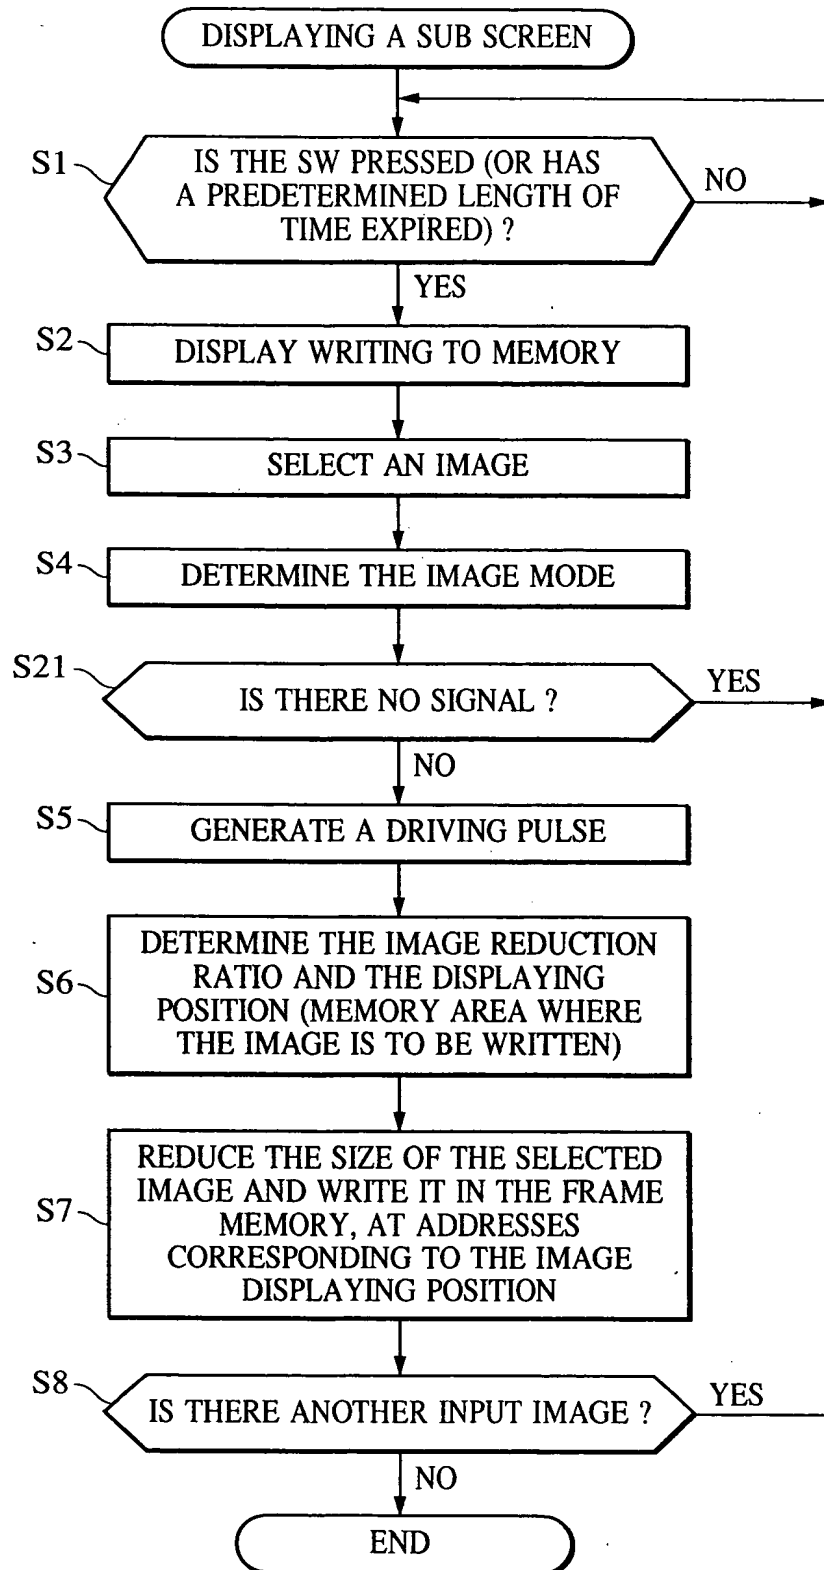 DISPLAYING A SUB SCREEN
S1
IS THE SW PRESSED (OR HAS
A PREDETERMINED LENGTH OF
TIME EXPIRED) ?
NO
YES
S2
DISPLAY WRITING TO MEMORY
S3
SELECT AN IMAGE
S4
DETERMINE THE IMAGE MODE
S21
IS THERE NO SIGNAL ?
YES
NO
S5
GENERATE A DRIVING PULSE
S6
DETERMINE THE IMAGE REDUCTION
RATIO AND THE DISPLAYING
POSITION (MEMORY AREA WHERE
THE IMAGE IS TO BE WRITTEN)
S7
REDUCE THE SIZE OF THE SELECTED
IMAGE AND WRITE IT IN THE FRAME
MEMORY, AT ADDRESSES
CORRESPONDING TO THE IMAGE
DISPLAYING POSITION
S8
IS THERE ANOTHER INPUT IMAGE ?
YES
NO
END